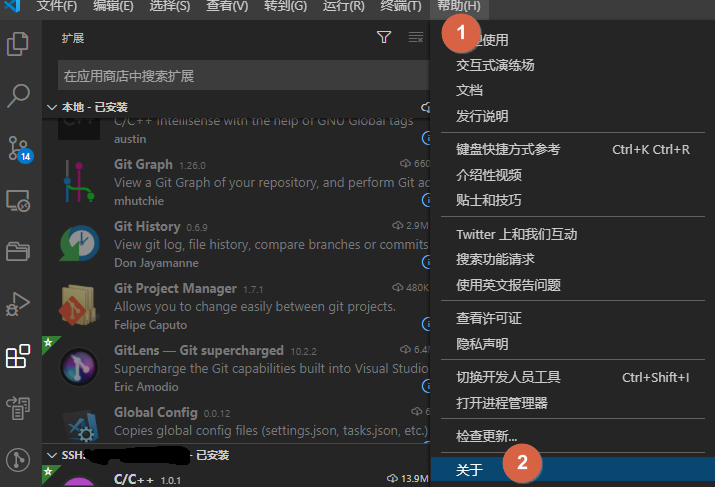 文件(F) 编辑(E) 选择(S) 查看(V) 转到(G) 运行(R) 终端(T) 帮助(H)
1
扩展
在应用商店中搜索扩展
本地 - 已安装
C/C++ Intellisense with the help of GNU Global tags
austin
Git Graph 1.26.0 660
View a Git Graph of your repository, and perform Git ac
mhutchie
Git History 0.6.9 2.9M
View git log, file history, compare branches or commits
Don Jayamanne
Git Project Manager 1.7.1 480K
Allows you to change easily between git projects.
Felipe Caputo
GitLens — Git supercharged 10.2.2 6.4
Supercharge the Git capabilities built into Visual Studio
Eric Amodio
Global Config 0.0.12 6
Copies global config files (settings.json, tasks.json, etc.)
SSH: - 已安装
C/C++ 1.0.1 13.9M
14
使用
交互式演练场
文档
发行说明
键盘快捷方式参考 Ctrl+K Ctrl+R
介绍性视频
贴士和技巧
Twitter 上和我们互动
搜索功能请求
使用英文报告问题
查看许可证
隐私声明
切换开发人员工具 Ctrl+Shift+I
打开进程管理器
检查更新...
关于
2